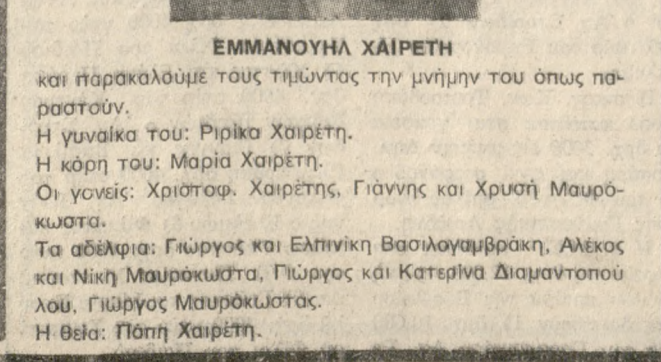 ΕΜΜΑΝΟΥΗΛ ΧΑΙΡΕΤΗ
και παρακαλούμε τους τιμώντας την μνήμην του όπως πα-
ραστούν.
Η γυναίκα του: Ριρίκα Χαιρέτη.
Η κόρη του: Μαρία Χαιρέτη.
Οι γονείς: Χριστοφ. Χαιρέτης, Γιάννης και Χρυσή Μαυρό-
κωστα.
Τα αδέλφια: Γιώργος και Ελπινίκη Βασιλογαμβράκη, Αλέκος
και Νίκη Μαυρόκωστα, Γιώργος και Κατερίνα Διαμαντοπού
λου, Γιώργος Μαυρόκωστας.
Η θεία: Πόπη Χαιρέτη.